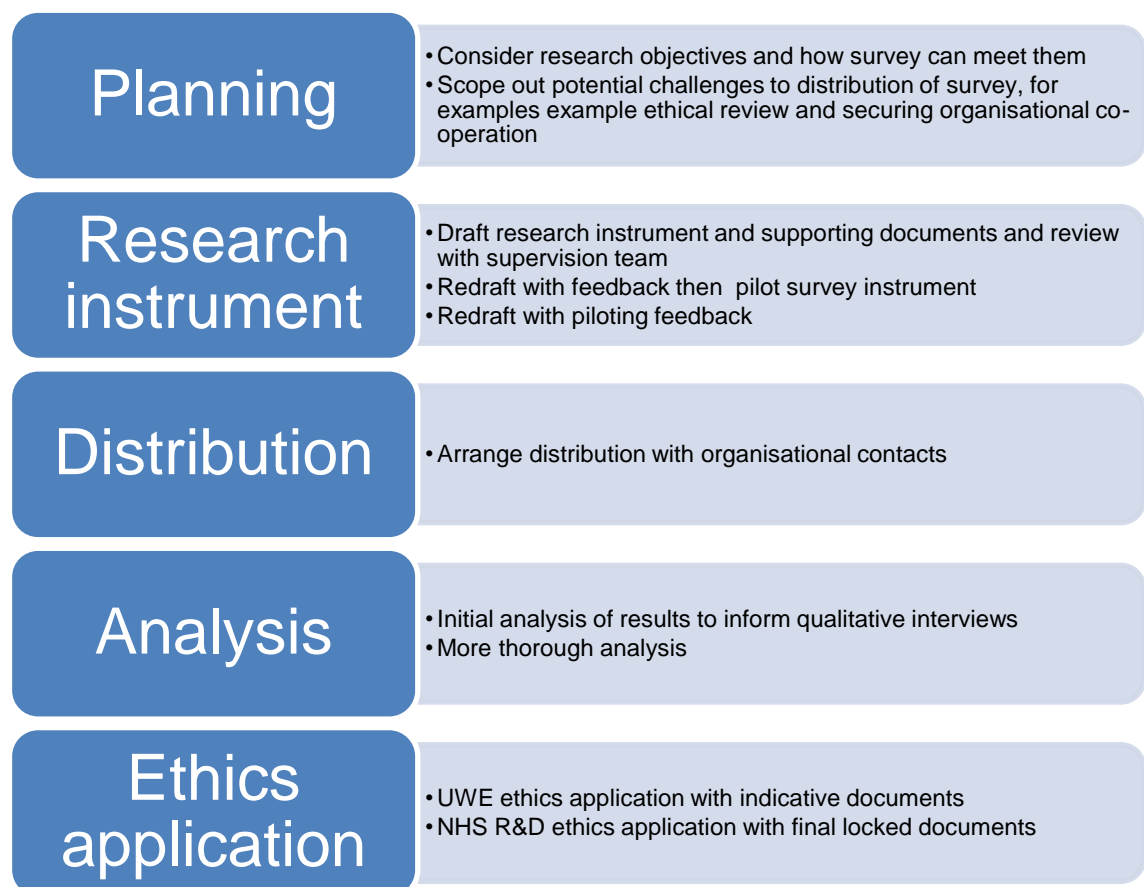 Planning
•Consider research objectives and how survey can meet them
•Scope out potential challenges to distribution of survey, for
examples example ethical review and securing organisational co-
operation
Research
instrument
•Draft research instrument and supporting documents and review
with supervision team
•Redraft with feedback then pilot survey instrument
•Redraft with piloting feedback
Distribution
•Arrange distribution with organisational contacts
Analysis
•Initial analysis of results to inform qualitative interviews
•More thorough analysis
Ethics
application
•UWE ethics application with indicative documents
•NHS R&D ethics application with final locked documents